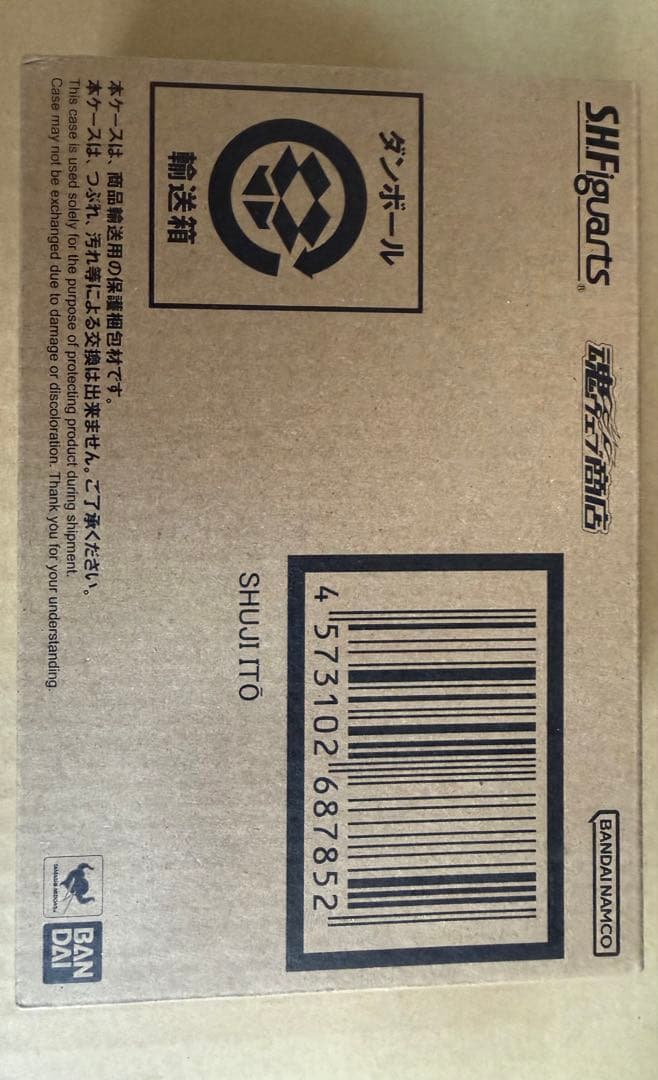 S.H.Figuarts®
魂ウェブ商店
BANDAI NAMCO
ダンボール
輸送箱
4 573102 687852
SHUJI ITŌ
本ケースは、商品輸送用の保護梱包材です。
本ケースは、つぶれ、汚れ等による交換は出来ません。ご了承ください。
This case is used solely for the purpose of protecting product during shipment.
Case may not be exchanged due to damage or discoloration. Thank you for your understanding.
BAN
DAI